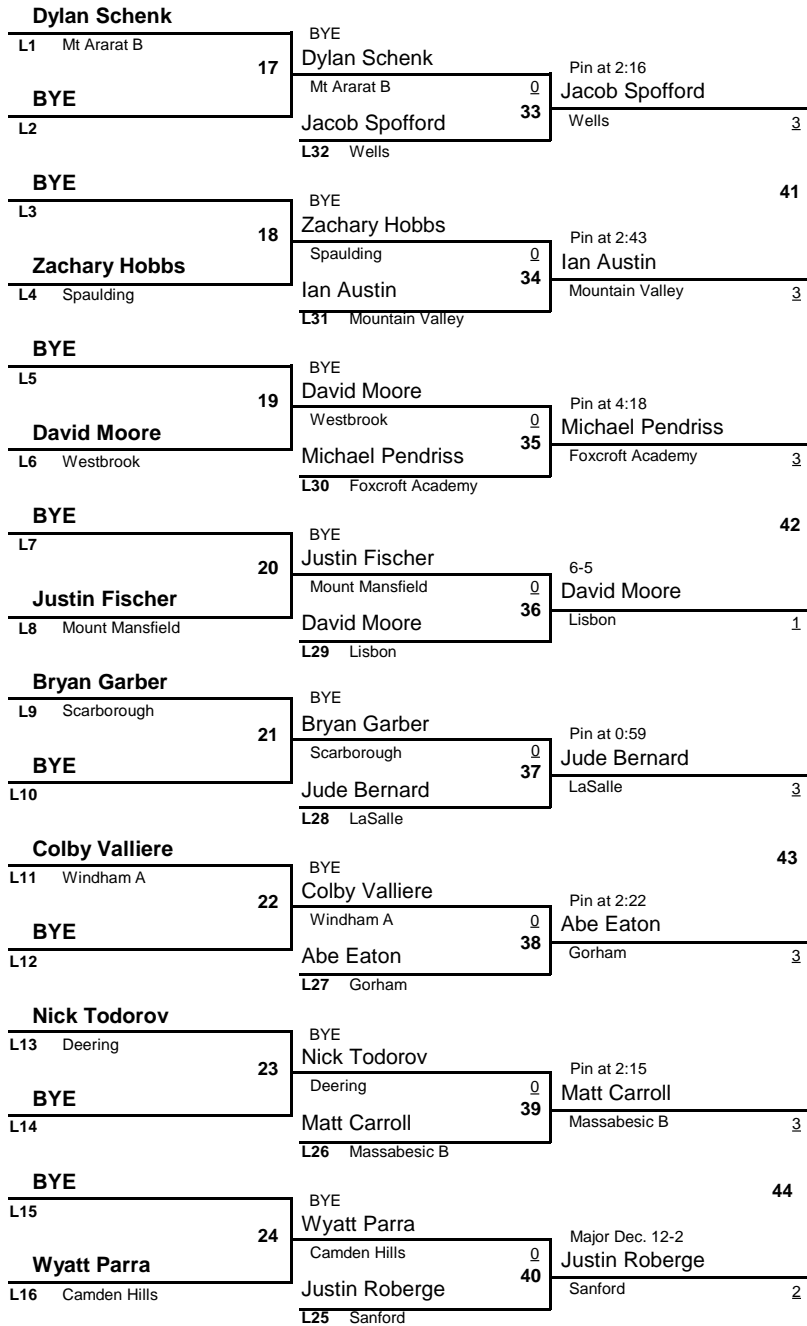 Dylan Schenk
L1 Mt Ararat B
17
BYE
L2
BYE
Dylan Schenk
Mt Ararat B 0
33
Jacob Spofford
L32 Wells
Pin at 2:16
Jacob Spofford
Wells 3
41
BYE
L3
18
Zachary Hobbs
L4 Spaulding
BYE
Zachary Hobbs
Spaulding 0
34
Ian Austin
L31 Mountain Valley
Pin at 2:43
Ian Austin
Mountain Valley 3
BYE
L5
19
David Moore
L6 Westbrook
BYE
David Moore
Westbrook 0
35
Michael Pendriss
L30 Foxcroft Academy
Pin at 4:18
Michael Pendriss
Foxcroft Academy 3
42
BYE
L7
20
Justin Fischer
L8 Mount Mansfield
BYE
Justin Fischer
Mount Mansfield 0
36
David Moore
L29 Lisbon
6-5
David Moore
Lisbon 1
Bryan Garber
L9 Scarborough
21
BYE
L10
BYE
Bryan Garber
Scarborough 0
37
Jude Bernard
L28 LaSalle
Pin at 0:59
Jude Bernard
LaSalle 3
43
Colby Valliere
L11 Windham A
22
BYE
L12
BYE
Colby Valliere
Windham A 0
38
Abe Eaton
L27 Gorham
Pin at 2:22
Abe Eaton
Gorham 3
Nick Todorov
L13 Deering
23
BYE
L14
BYE
Nick Todorov
Deering 0
39
Matt Carroll
L26 Massabesic B
Pin at 2:15
Matt Carroll
Massabesic B 3
44
BYE
L15
24
Wyatt Parra
L16 Camden Hills
BYE
Wyatt Parra
Camden Hills 0
40
Justin Roberge
L25 Sanford
Major Dec. 12-2
Justin Roberge
Sanford 2